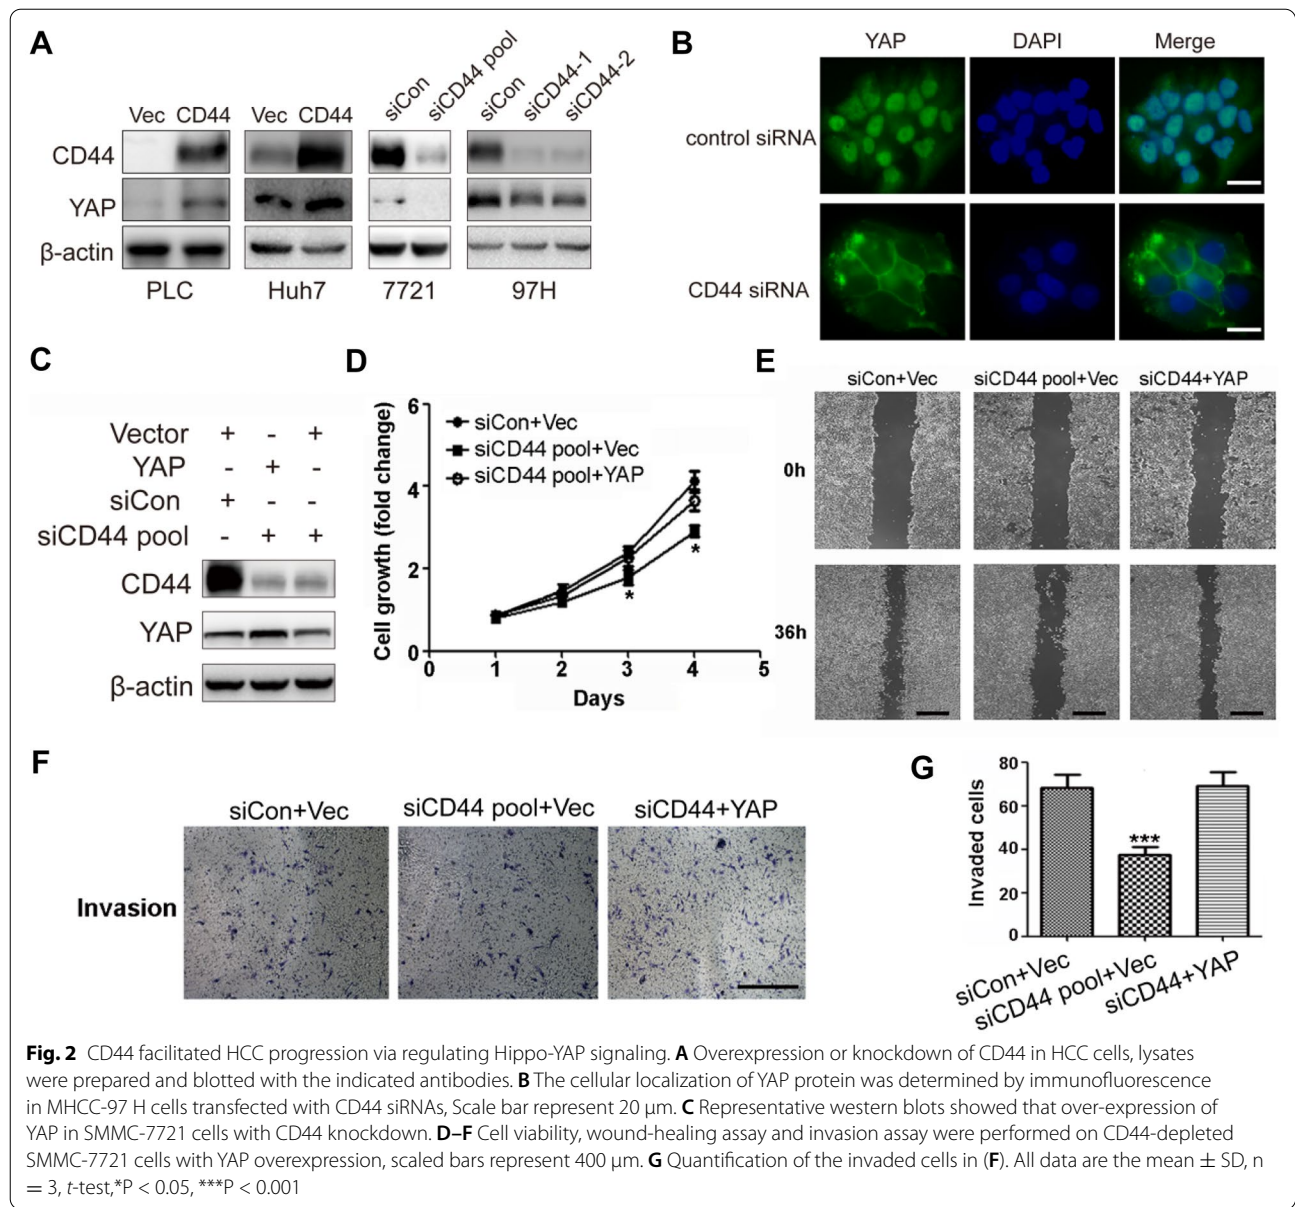 A
Vec CD44 Vec CD44 siCon siCD44 pool siCon siCD44-1 siCD44-2
CD44
YAP
β-actin
PLC Huh7 7721 97H
B
YAP DAPI Merge
control siRNA
CD44 siRNA
C
Vector + - +
YAP - + -
siCon + - -
siCD44 pool - + +
CD44
YAP
β-actin
D
Cell growth (fold change)
6
4
2
0
siCon+Vec
siCD44 pool+Vec
siCD44 pool+YAP
*
*
0 1 2 3 4 5
Days
E
siCon+Vec siCD44 pool+Vec siCD44+YAP
0h
36h
F
siCon+Vec siCD44 pool+Vec siCD44+YAP
Invasion
G
Invaded cells
80
60
40
20
0
***
siCon+Vec
siCD44 pool+Vec
siCD44+YAP
Fig. 2 CD44 facilitated HCC progression via regulating Hippo-YAP signaling. A Overexpression or knockdown of CD44 in HCC cells, lysates
were prepared and blotted with the indicated antibodies. B The cellular localization of YAP protein was determined by immunofluorescence
in MHCC-97 H cells transfected with CD44 siRNAs, Scale bar represent 20 μm. C Representative western blots showed that over-expression of
YAP in SMMC-7721 cells with CD44 knockdown. D–F Cell viability, wound-healing assay and invasion assay were performed on CD44-depleted
SMMC-7721 cells with YAP overexpression, scaled bars represent 400 μm. G Quantification of the invaded cells in (F). All data are the mean ± SD, n
= 3, t-test,*P < 0.05, ***P < 0.001